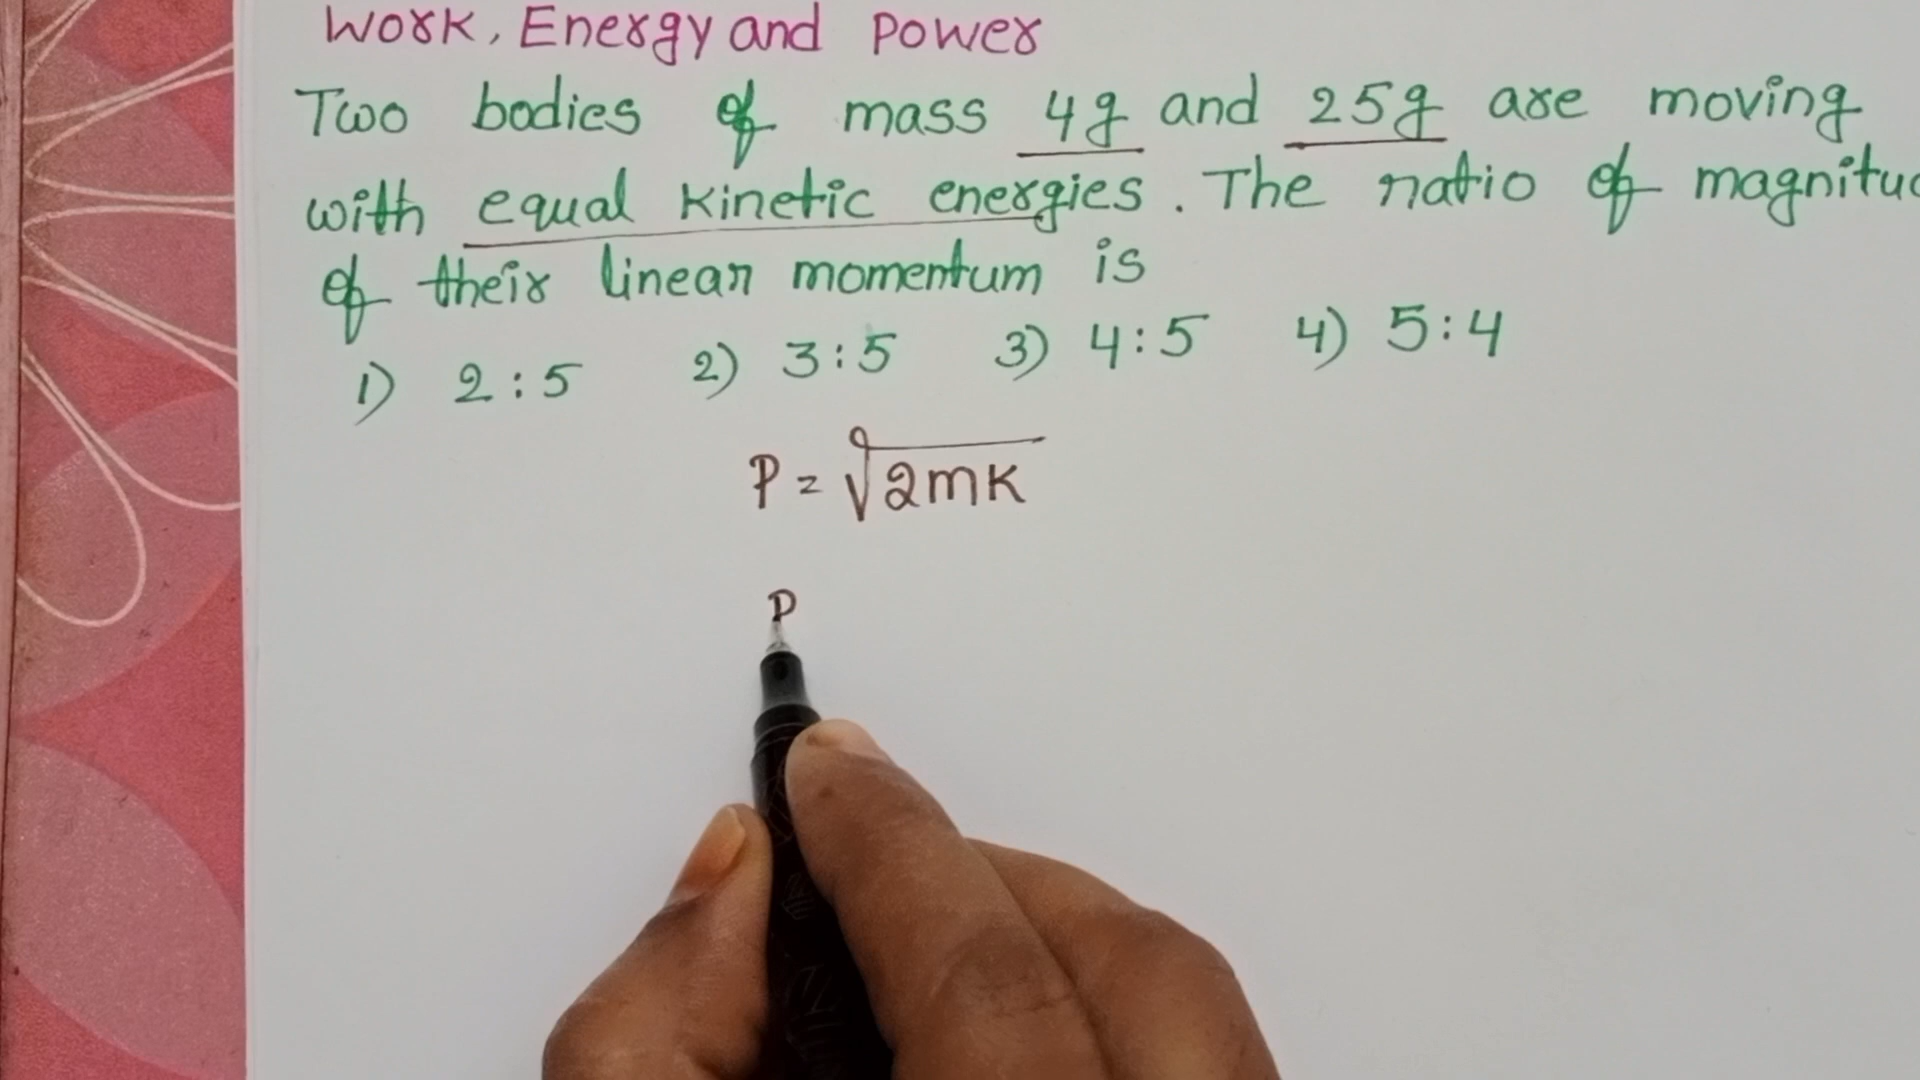 Work, Energy and Power
Two bodies of mass 4g and 25g are moving
with equal kinetic energies. The ratio of magnitud
of their linear momentum is
1) 2:5 2) 3:5 3) 4:5 4) 5:4
P = √2mK
P